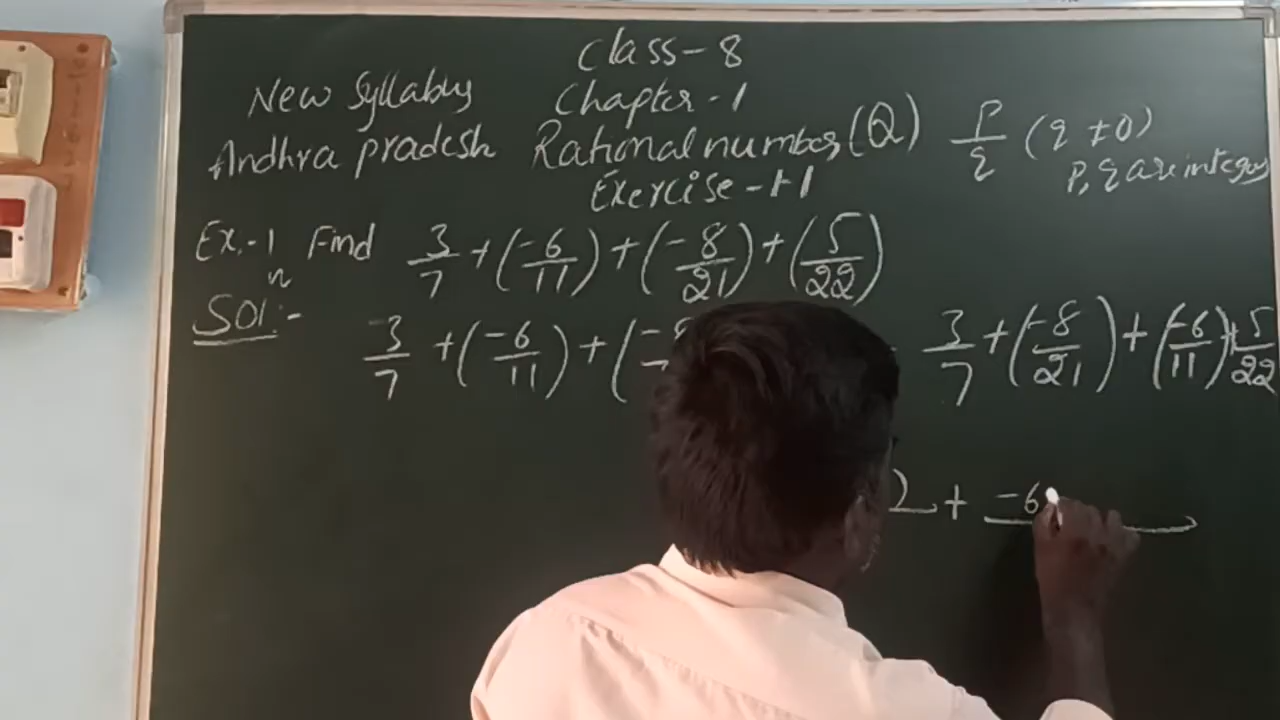 Class-8
New Syllabus Chapter-1
Andhra pradesh Rational numbers (Q) P/q (q ≠ 0)
P, q are integers
Exercise-1.1
Ex.-1 Find 3/7 + (-6/11) + (-8/21) + (5/22)
Soln:- 3/7 + (-6/11) + (- 3/7 + (-8/21) + (-6/11) + 5/22
2 + -6